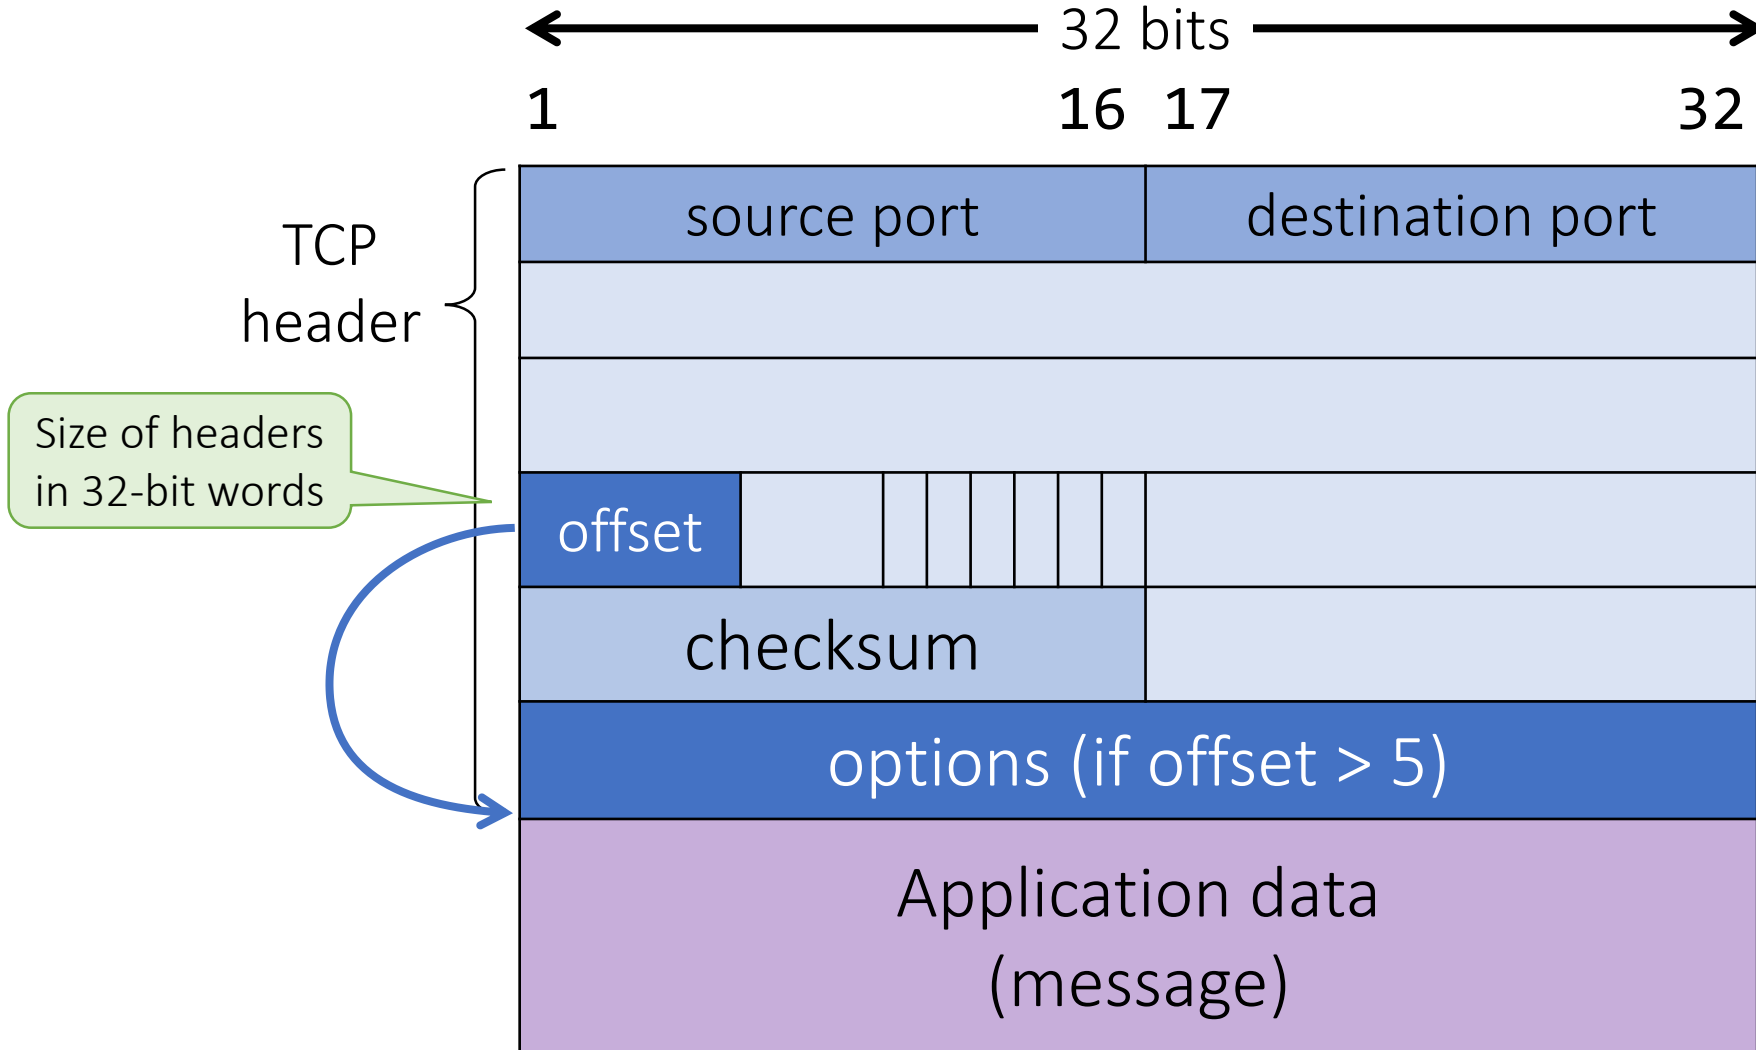 32 bits
1 16 17 32
source port destination port
TCP
header
Size of headers
in 32-bit words
offset
checksum
options (if offset > 5)
Application data
(message)